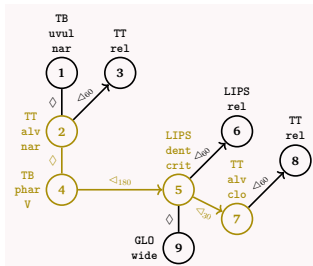 TB
uvul
nar
TT
rel
1
3
◊
◁60
TT
alv
nar
2
◊
TB
phar
V
4
◁180
LIPS
dent
crit
5
◁60
LIPS
rel
6
◁30
TT
alv
clo
7
◁60
TT
rel
8
◊
GLO
wide
9